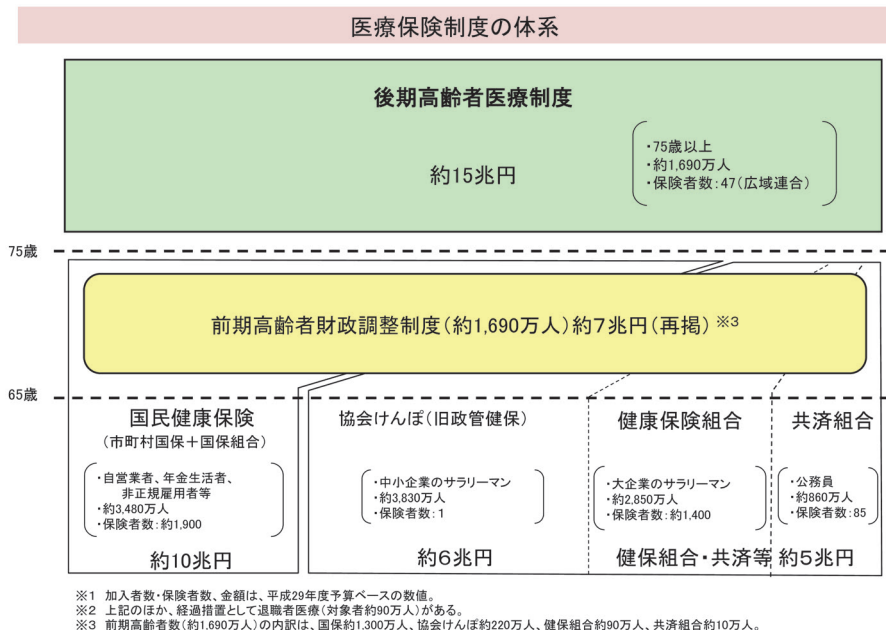 医療保険制度の体系
後期高齢者医療制度
約15兆円
・75歳以上
・約1,690万人
・保険者数:47(広域連合)
75歳
前期高齢者財政調整制度(約1,690万人)約7兆円(再掲) ※3
65歳
国民健康保険
(市町村国保+国保組合)
・自営業者、年金生活者、
非正規雇用者等
・約3,480万人
・保険者数:約1,900
約10兆円
協会けんぽ(旧政管健保)
・中小企業のサラリーマン
・約3,830万人
・保険者数:1
約6兆円
健康保険組合
・大企業のサラリーマン
・約2,850万人
・保険者数:約1,400
共済組合
・公務員
・約860万人
・保険者数:85
健保組合・共済等 約5兆円
※1 加入者数・保険者数、金額は、平成29年度予算ベースの数値。
※2 上記のほか、経過措置として退職者医療(対象者約90万人)がある。
※3 前期高齢者数(約1,690万人)の内訳は、国保約1,300万人、協会けんぽ約220万人、健保組合約90万人、共済組合約10万人。